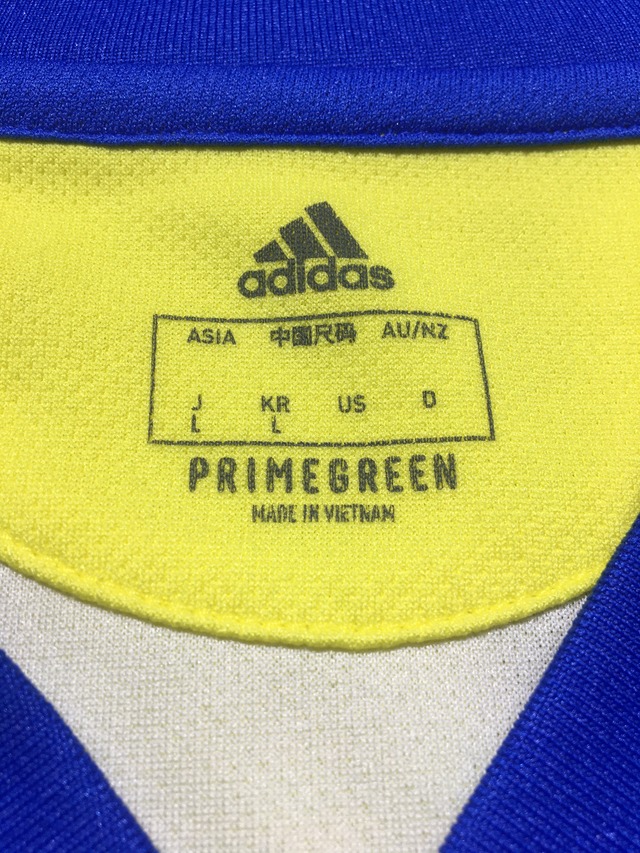 adidas
ASIA 中国尺码 AU/NZ
J KR US D
L L
PRIMEGREEN
MADE IN VIETNAM